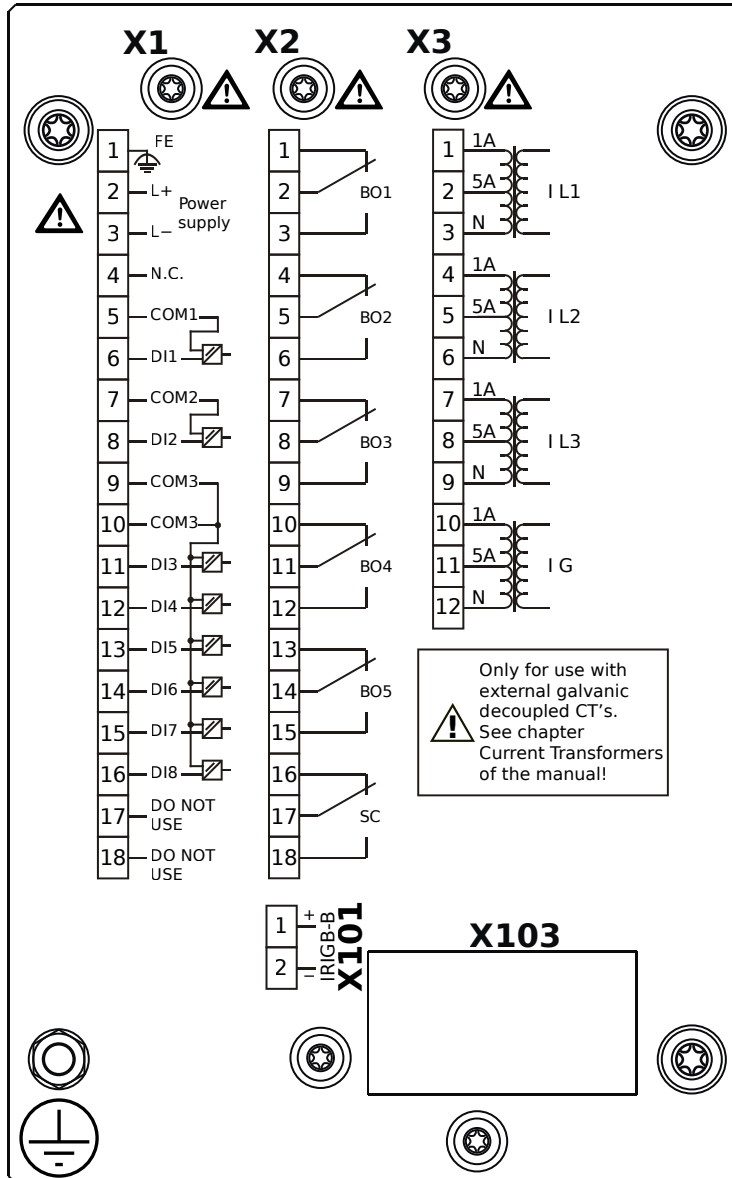 X1
X2
X3
1 FE
2 L+
Power
supply
3 L−
4 N.C.
5 COM1
6 DI1
7 COM2
8 DI2
9 COM3
10 COM3
11 DI3
12 DI4
13 DI5
14 DI6
15 DI7
16 DI8
17 DO NOT
USE
18 DO NOT
USE
1
2 BO1
3
4
5 BO2
6
7
8 BO3
9
10
11 BO4
12
13
14 BO5
15
16
17 SC
18
1 1A
2 5A I L1
3 N
4 1A
5 5A I L2
6 N
7 1A
8 5A I L3
9 N
10 1A
11 5A I G
12 N
!
!
!
!
!
Only for use with
external galvanic
decoupled CT's.
See chapter
Current Transformers
of the manual!
1 +
2 −
IRIGB-B
X101
X103